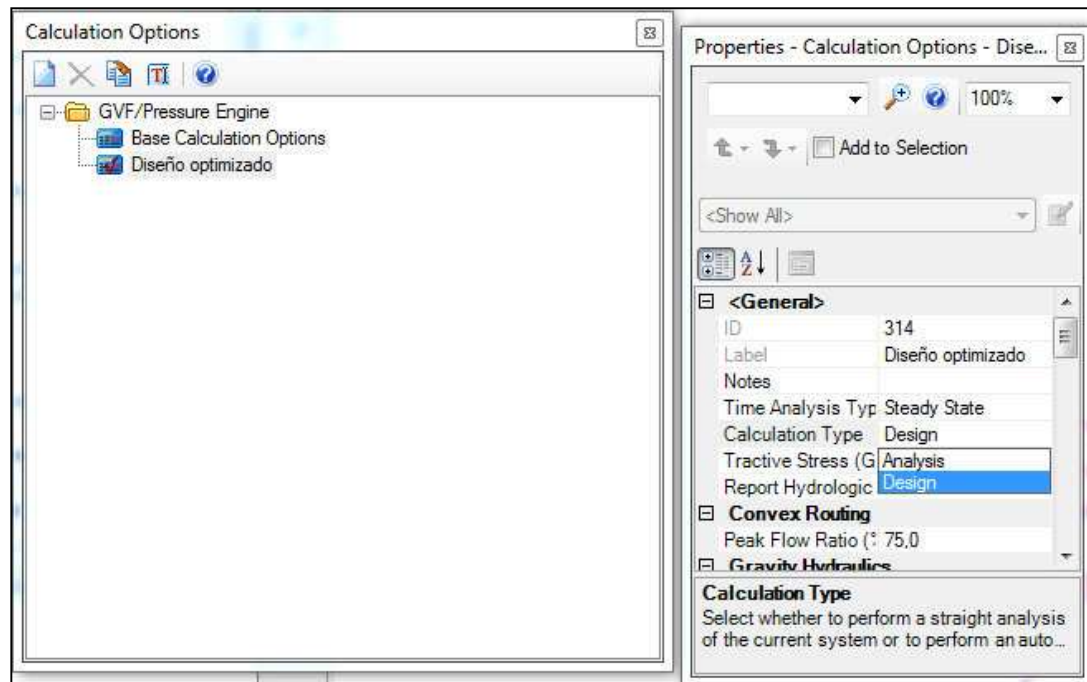 Calculation Options
GVF/Pressure Engine
Base Calculation Options
Diseño optimizado
Properties - Calculation Options - Dise...
100%
Add to Selection
<Show All>
<General>
ID 314
Label Diseño optimizado
Notes
Time Analysis Typ Steady State
Calculation Type Design
Tractive Stress (G Analysis
Report Hydrologic Design
Convex Routing
Peak Flow Ratio (° 75,0
Gravity Hydraulics
Calculation Type
Select whether to perform a straight analysis
of the current system or to perform an auto...